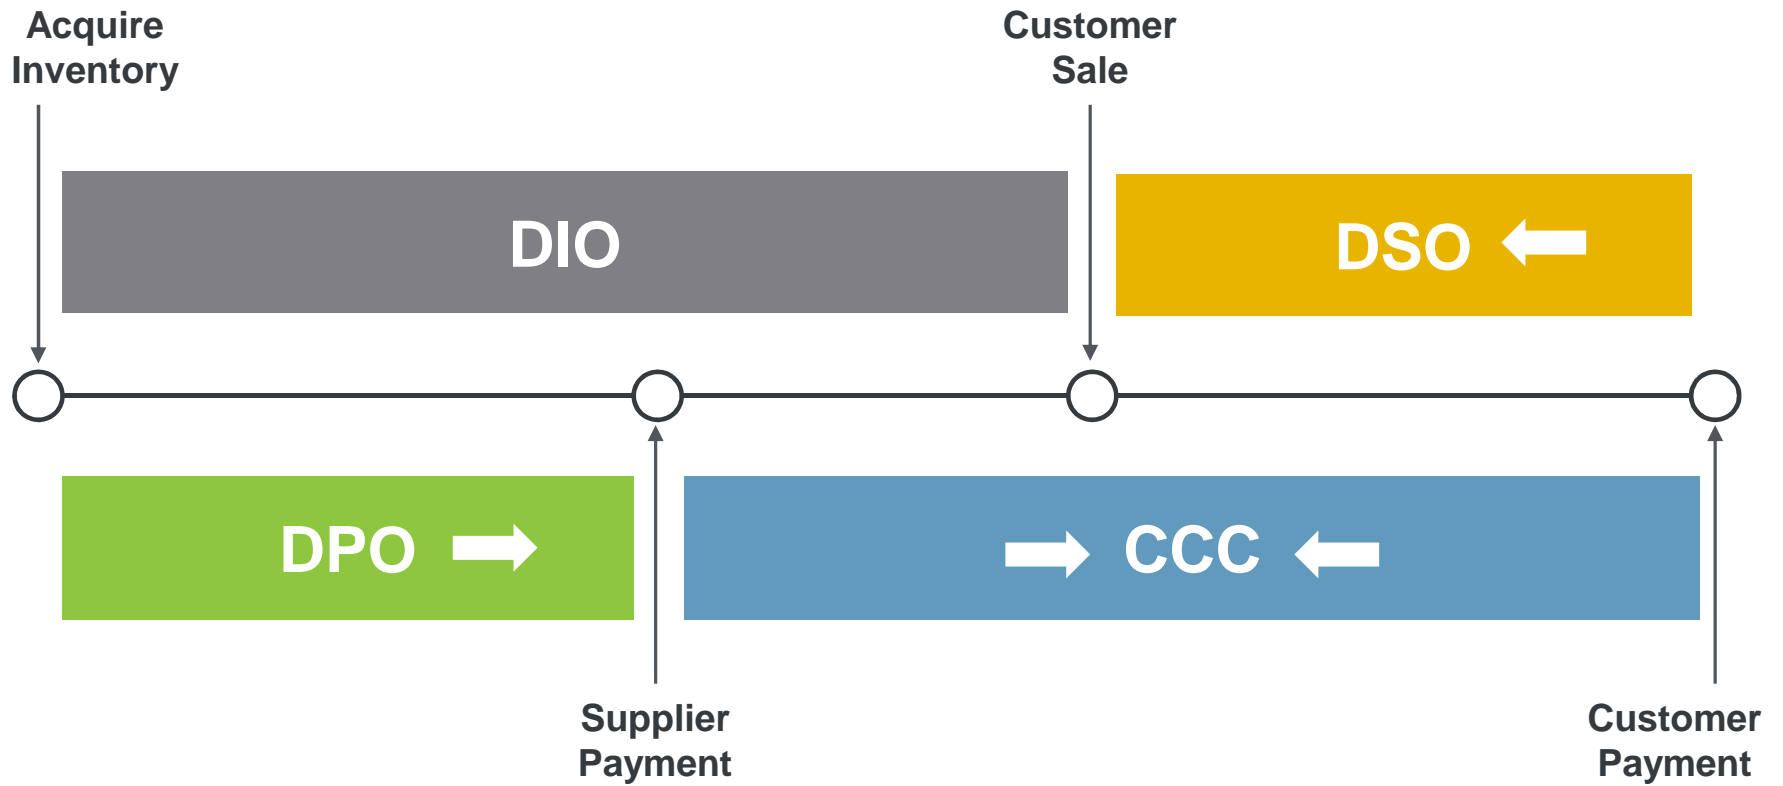 Acquire
Inventory
Customer
Sale
DIO
DSO
DPO
CCC
Supplier
Payment
Customer
Payment